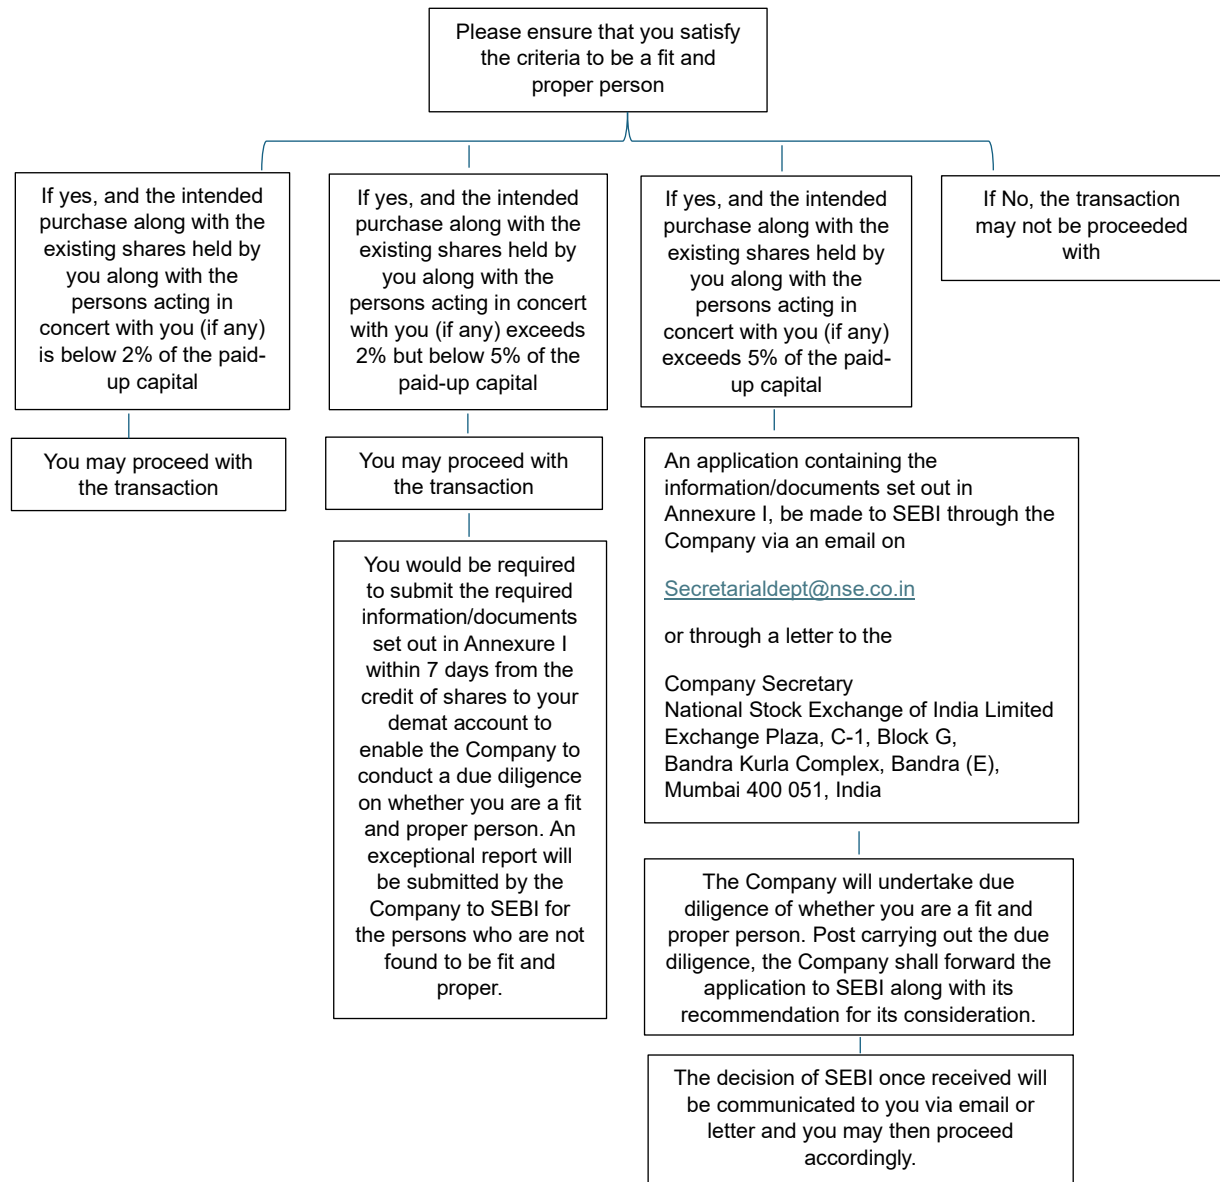 Please ensure that you satisfy
the criteria to be a fit and
proper person
If yes, and the intended
purchase along with the
existing shares held by
you along with the
persons acting in
concert with you (if any)
is below 2% of the paid-
up capital
You may proceed with
the transaction
If yes, and the intended
purchase along with the
existing shares held by
you along with the
persons acting in concert
with you (if any) exceeds
2% but below 5% of the
paid-up capital
You may proceed with
the transaction
You would be required
to submit the required
information/documents
set out in Annexure I
within 7 days from the
credit of shares to your
demat account to
enable the Company to
conduct a due diligence
on whether you are a fit
and proper person. An
exceptional report will
be submitted by the
Company to SEBI for
the persons who are not
found to be fit and
proper.
If yes, and the intended
purchase along with the
existing shares held by
you along with the
persons acting in
concert with you (if any)
exceeds 5% of the paid-
up capital
An application containing the
information/documents set out in
Annexure I, be made to SEBI through the
Company via an email on
Secretarialdept@nse.co.in
or through a letter to the
Company Secretary
National Stock Exchange of India Limited
Exchange Plaza, C-1, Block G,
Bandra Kurla Complex, Bandra (E),
Mumbai 400 051, India
The Company will undertake due
diligence of whether you are a fit and
proper person. Post carrying out the due
diligence, the Company shall forward the
application to SEBI along with its
recommendation for its consideration.
The decision of SEBI once received will
be communicated to you via email or
letter and you may then proceed
accordingly.
If No, the transaction
may not be proceeded
with